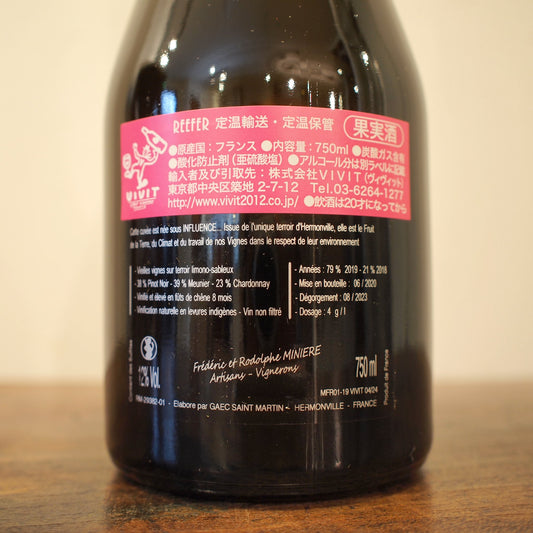 REEFER 定温輸送・定温保管 果実酒
●原産国：フランス ●内容量：750ml ●炭酸ガス含有
●酸化防止剤（亜硫酸塩） ●アルコール分は別ラベルに記載
輸入者及び引取先：株式会社VIVIT（ヴィヴィット）
東京都中央区築地 2-7-12 Tel.03-6264-1277
http://www.vivit2012.co.jp/ ●飲酒は20才になってから
VIVIT
Cette cuvée est née sous INFLUENCE... Issue de l'unique terroir d'Hermonville, elle est le Fruit
de la Terre, du Climat et du travail de nos Vignes dans le respect de leur environnement
- Vieilles vignes sur terroir limono-sableux
- 38 % Pinot Noir - 39 % Meunier - 23 % Chardonnay
- Vinifié et élevé en fûts de chêne 8 mois
- Vinification naturelle en levures indigènes - Vin non filtré
- Années : 79 % 2019 - 21 % 2018
- Mise en bouteille : 06 / 2020
- Dégorgement : 08 / 2023
- Dosage : 4 g / l
Frédéric et Rodolphe MINIERE
Artisans - Vignerons
12% Vol.
750 ml
Produit de France
MFR01-19 VIVIT 04/24
RM-29362-01 - Elabore par GAEC SAINT MARTIN - HERMONVILLE - FRANCE